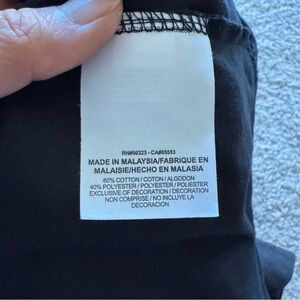 RN#56323 - CA#05553
MADE IN MALAYSIA/FABRIQUE EN
MALAISIE/HECHO EN MALASIA
60% COTTON / COTON / ALGODON
40% POLYESTER / POLYESTER / POLIESTER
EXCLUSIVE OF DECORATION / DECORATION
NON COMPRISE / NO INCLUYE LA
DECORACION